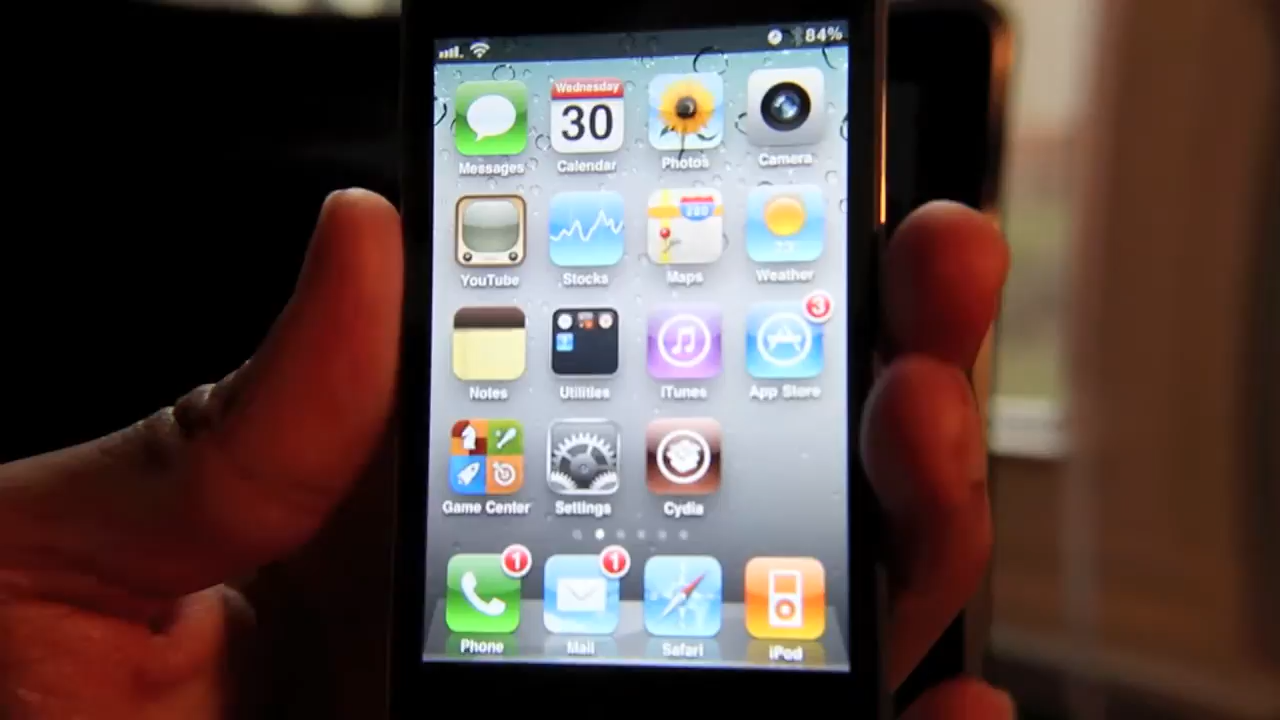 84%
Wednesday
30
Messages Calendar Photos Camera
280
YouTube Stocks Maps Weather
3
Notes Utilities iTunes App Store
Game Center Settings Cydia
1 1
Phone Mail Safari iPod